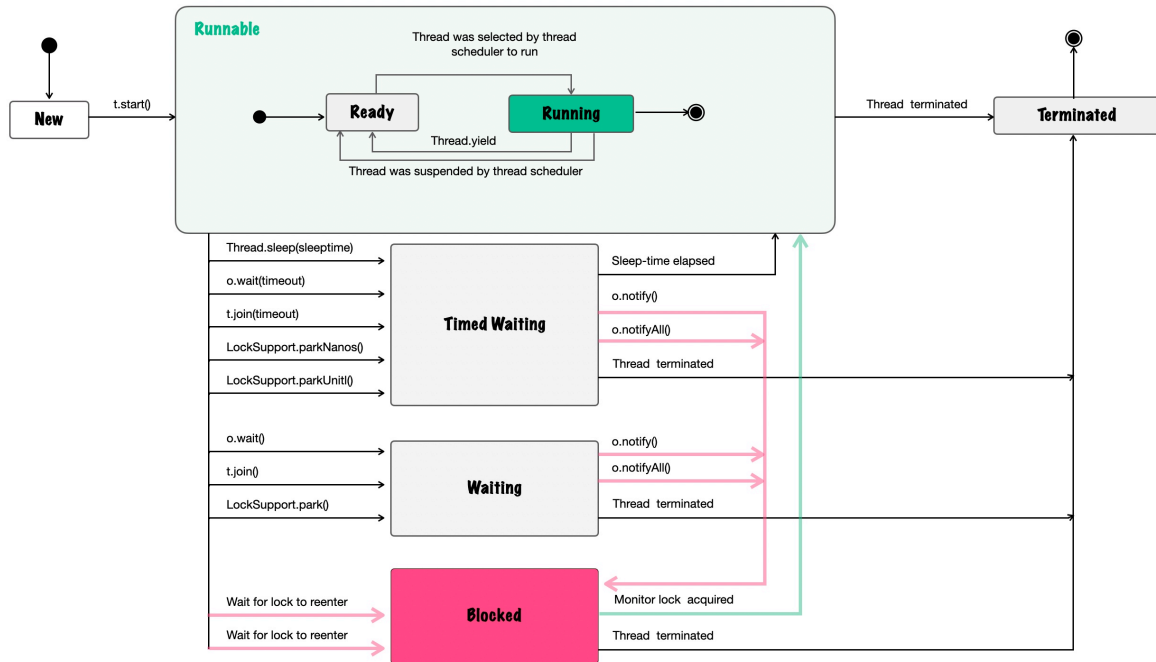 Runnable
Thread was selected by thread
scheduler to run
New
t.start()
Ready
Running
Thread.yield
Thread was suspended by thread scheduler
Thread terminated
Terminated
Thread.sleep(sleeptime)
o.wait(timeout)
t.join(timeout)
LockSupport.parkNanos()
LockSupport.parkUnitl()
Timed Waiting
Sleep-time elapsed
o.notify()
o.notifyAll()
Thread terminated
o.wait()
t.join()
LockSupport.park()
Waiting
o.notify()
o.notifyAll()
Thread terminated
Wait for lock to reenter
Wait for lock to reenter
Blocked
Monitor lock acquired
Thread terminated